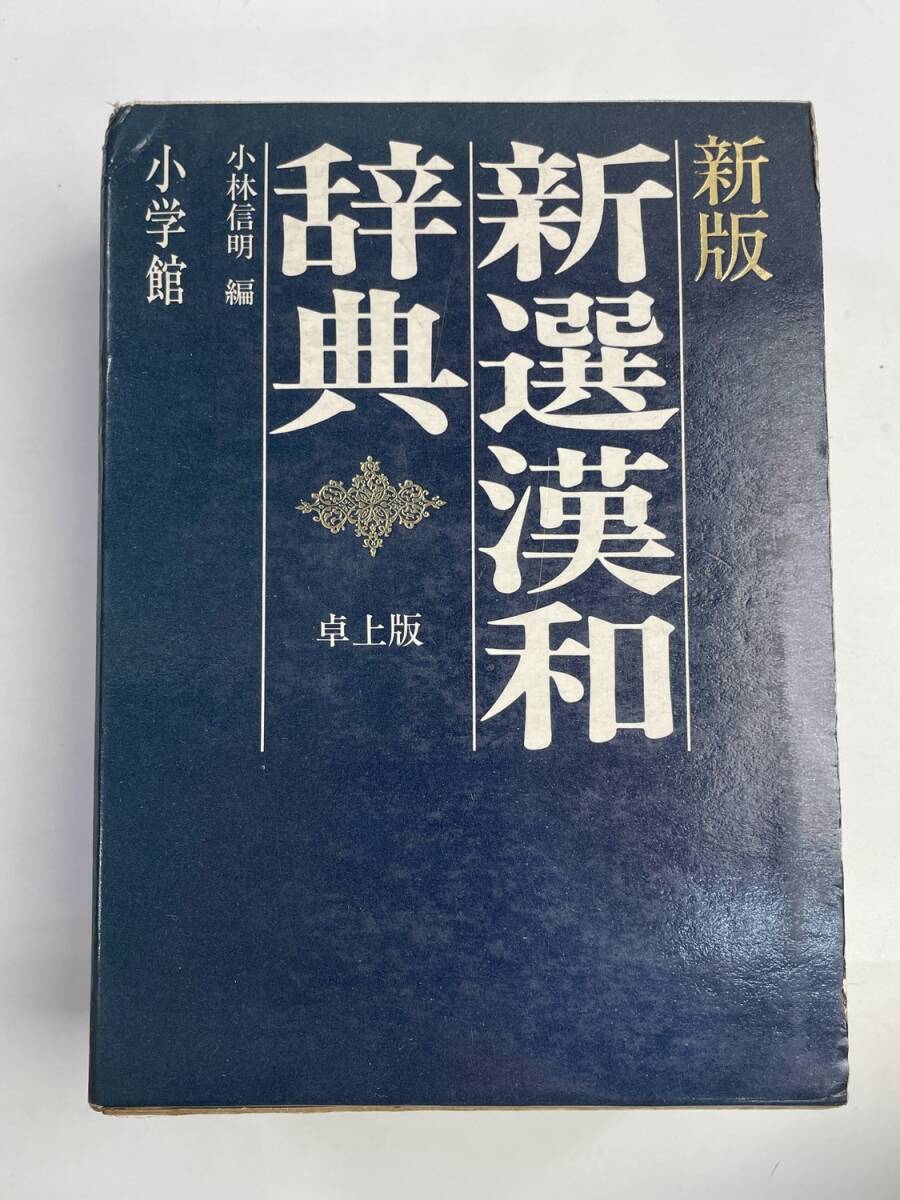 新版
新選漢和
辞典
卓上版
小林信明 編
小学館